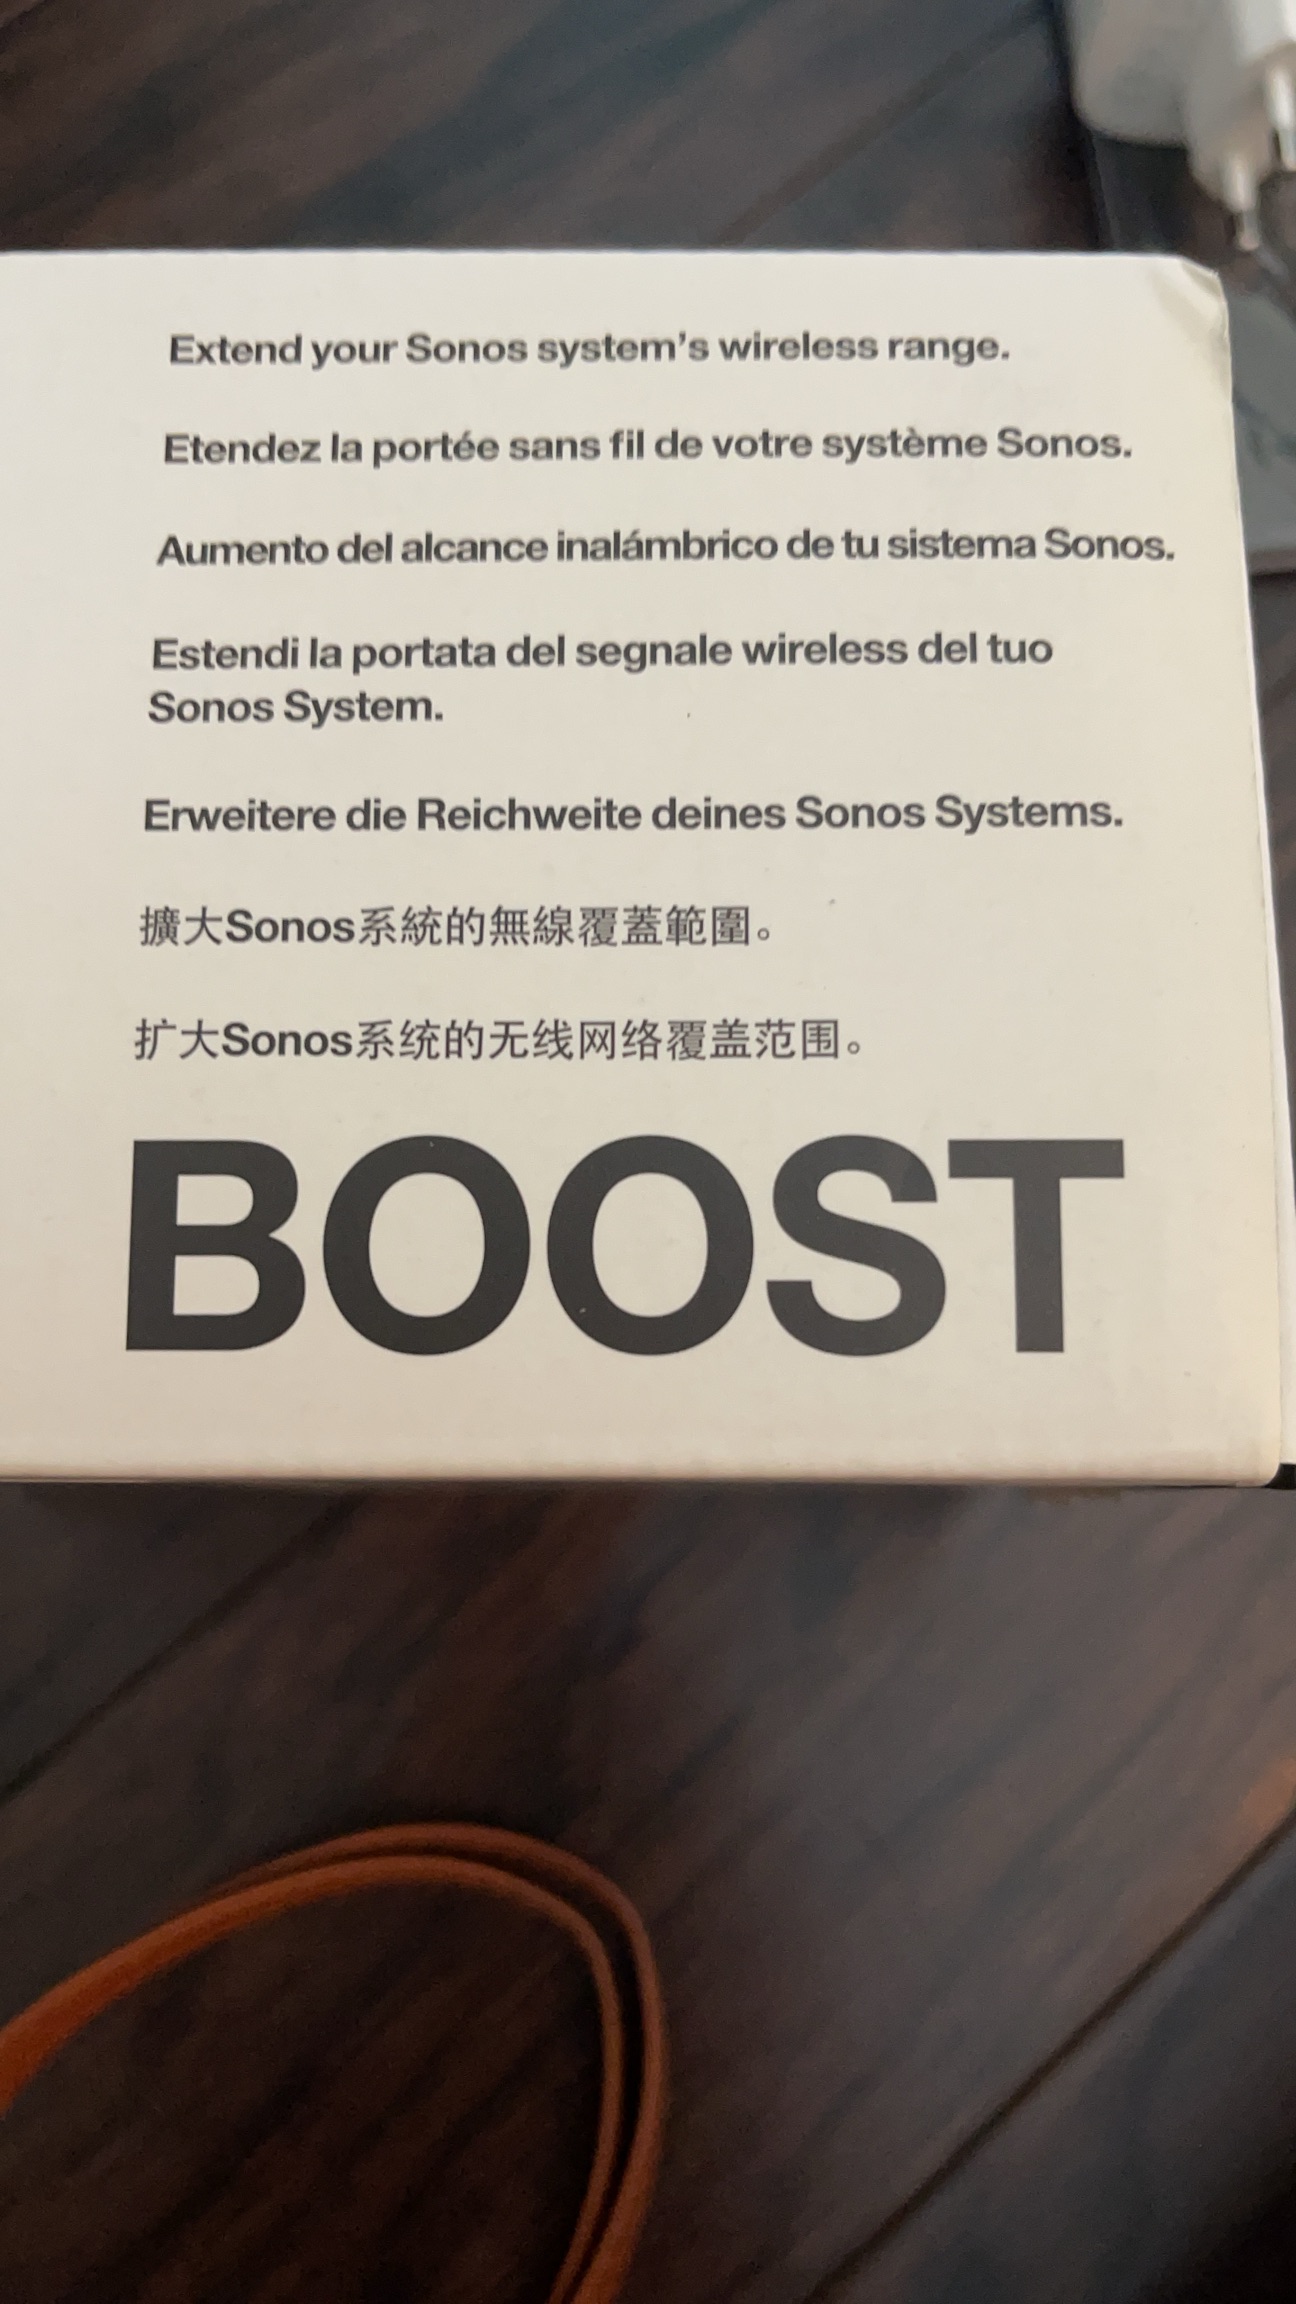 Extend your Sonos system's wireless range.
Etendez la portée sans fil de votre système Sonos.
Aumento del alcance inalámbrico de tu sistema Sonos.
Estendi la portata del segnale wireless del tuo
Sonos System.
Erweitere die Reichweite deines Sonos Systems.
擴大Sonos系統的無線覆蓋範圍。
扩大Sonos系统的无线网络覆盖范围。
BOOST